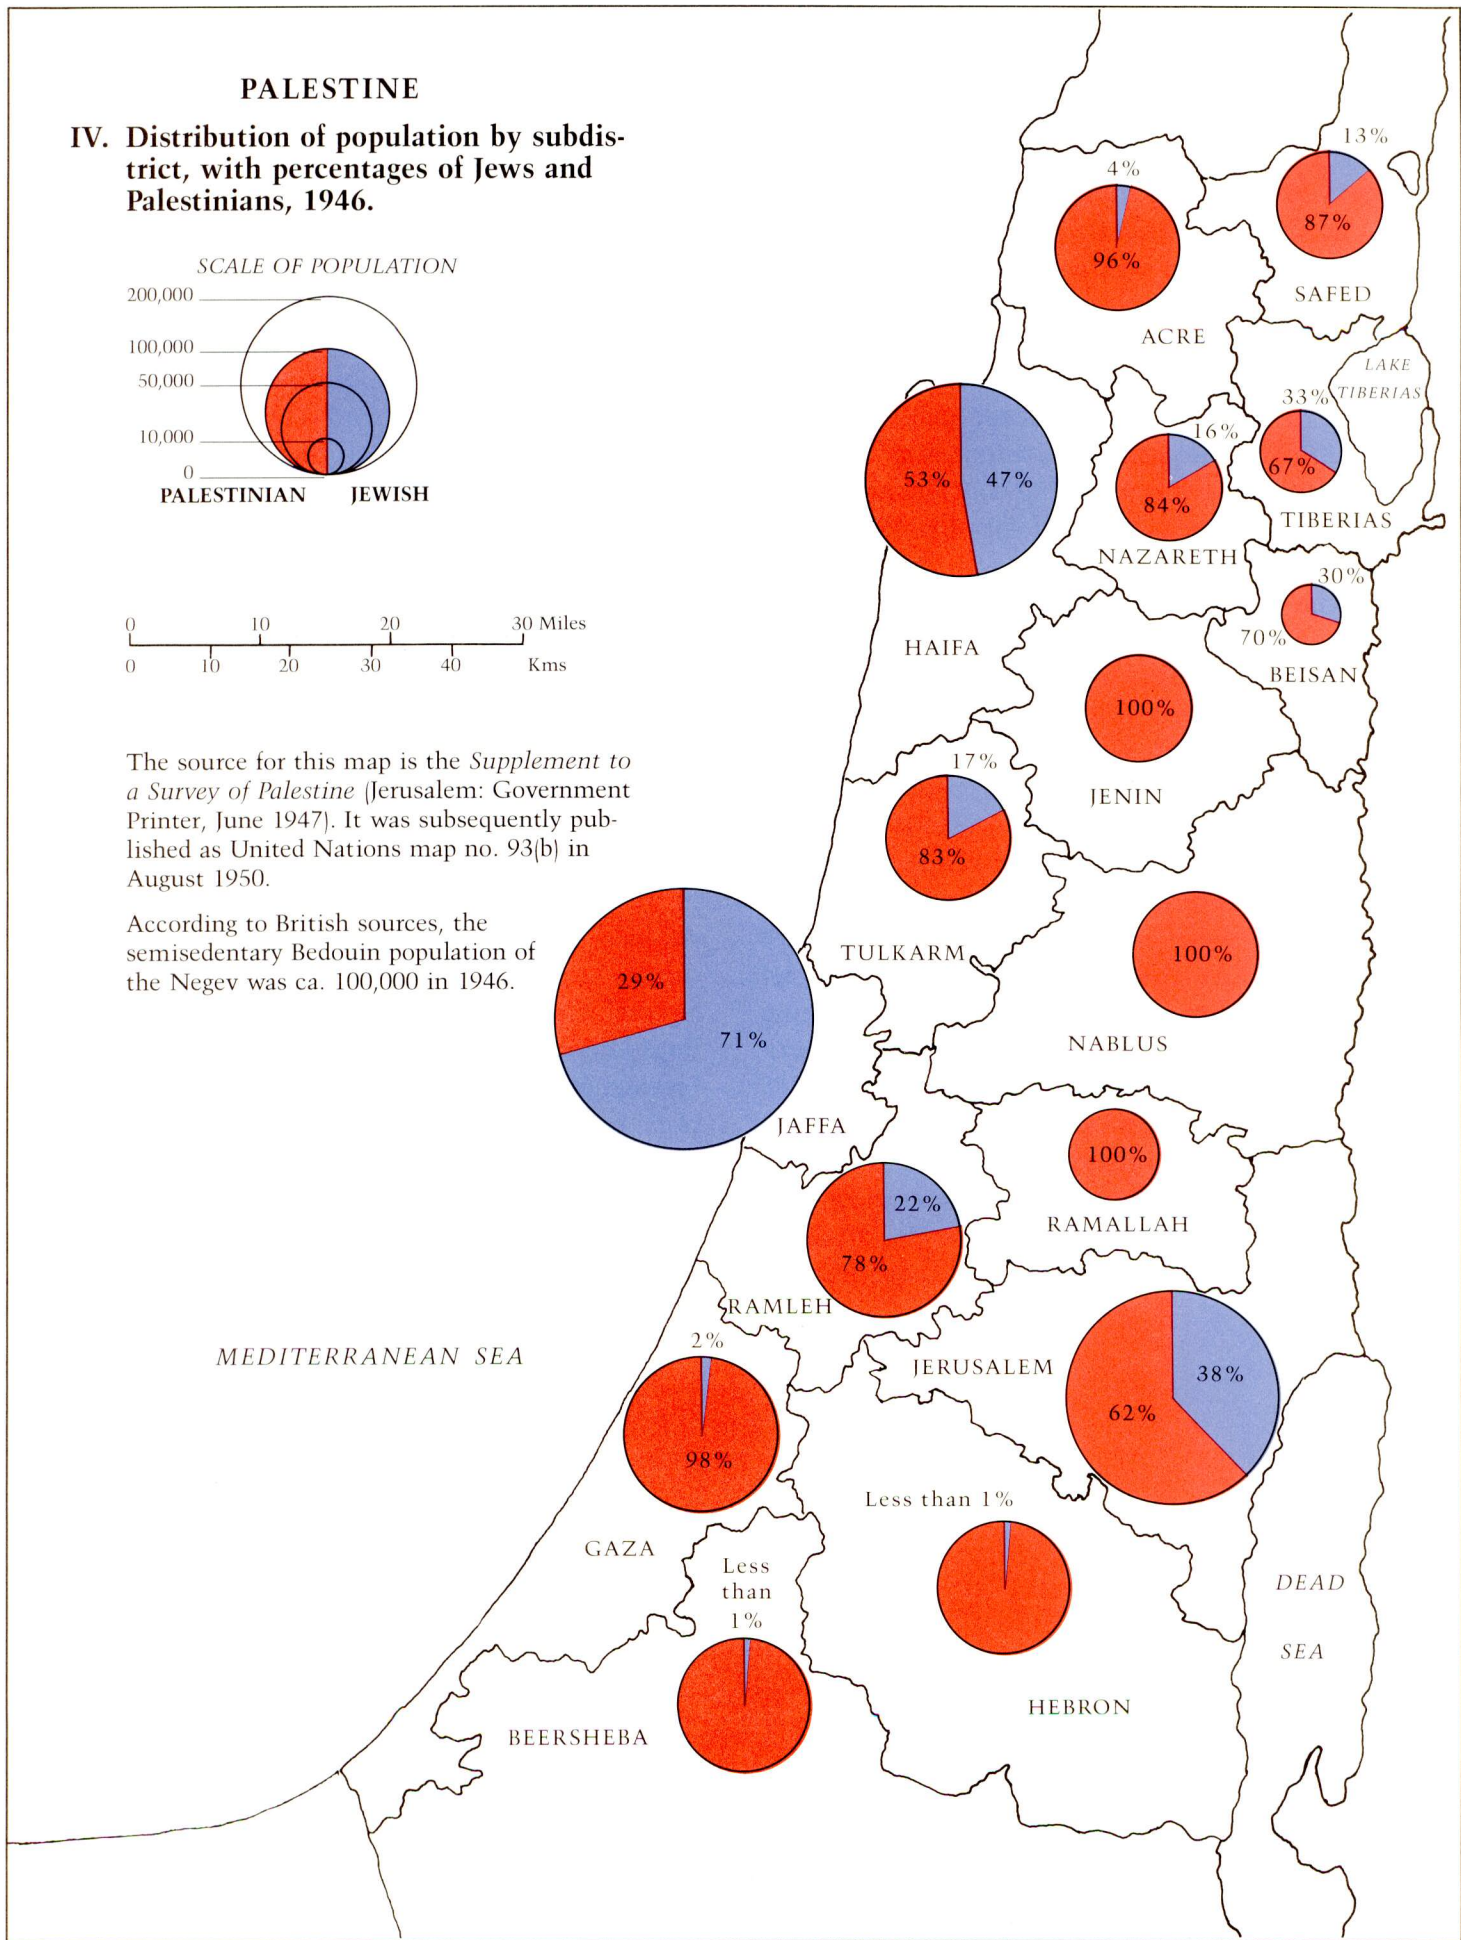 PALESTINE
IV. Distribution of population by subdis-
trict, with percentages of Jews and
Palestinians, 1946.
SCALE OF POPULATION
200,000
100,000
50,000
10,000
0
PALESTINIAN JEWISH
0 10 20 30 Miles
0 10 20 30 40 Kms
The source for this map is the Supplement to
a Survey of Palestine (Jerusalem: Government
Printer, June 1947). It was subsequently pub-
lished as United Nations map no. 93(b) in
August 1950.
According to British sources, the
semisedentary Bedouin population of
the Negev was ca. 100,000 in 1946.
13%
87%
SAFED
4%
96%
ACRE
LAKE
TIBERIAS
33%
67%
TIBERIAS
16%
84%
NAZARETH
53% 47%
HAIFA
30%
70%
BEISAN
100%
JENIN
17%
83%
TULKARM
100%
NABLUS
29%
71%
JAFFA
100%
RAMALLAH
22%
78%
RAMLEH
MEDITERRANEAN SEA
38%
62%
JERUSALEM
2%
98%
GAZA
Less than 1%
HEBRON
Less
than
1%
BEERSHEBA
DEAD
SEA